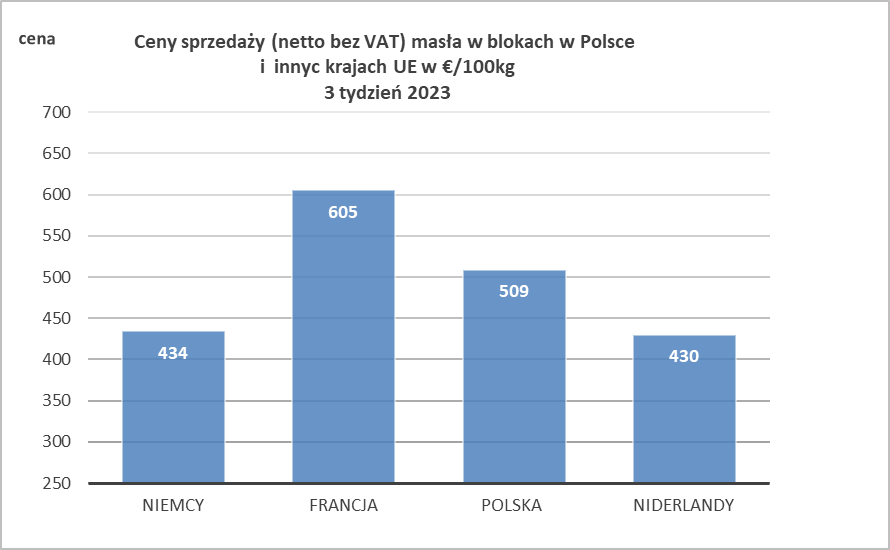 cena
Ceny sprzedaży (netto bez VAT) masła w blokach w Polsce
i innyc krajach UE w €/100kg
3 tydzień 2023
700
650
600
550
500
450
400
350
300
250
434
605
509
430
NIEMCY
FRANCJA
POLSKA
NIDERLANDY